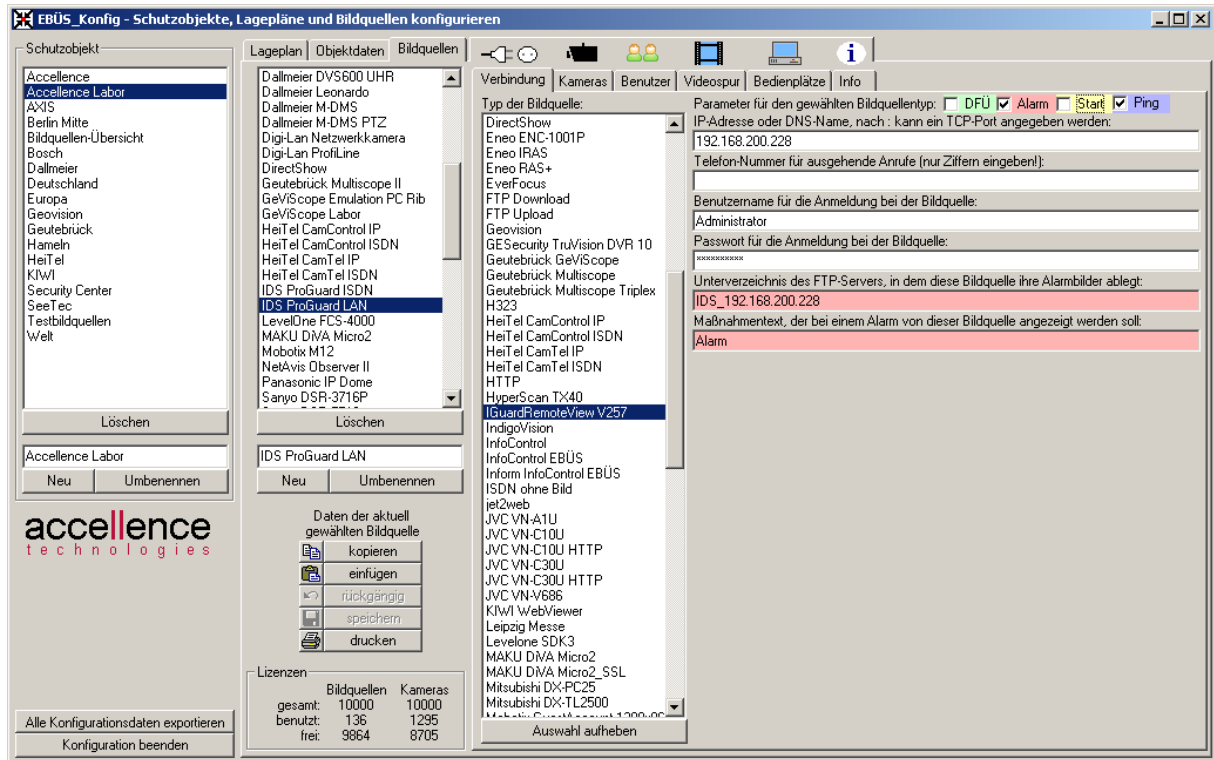 EBÜS_Konfig - Schutzobjekte, Lagepläne und Bildquellen konfigurieren
Schutzobjekt
Accellence
Accellence Labor
AXIS
Berlin Mitte
Bildquellen-Übersicht
Bosch
Dallmeier
Deutschland
Europa
Geovision
Geutebrück
Hameln
HeiTel
KIWI
Security Center
SeeTec
Testbildquellen
Welt
Löschen
Accellence Labor
Neu
Umbenennen
accellence
technologies
Alle Konfigurationsdaten exportieren
Konfiguration beenden
Lageplan
Objektdaten
Bildquellen
Dallmeier DVS600 UHR
Dallmeier Leonardo
Dallmeier M-DMS
Dallmeier M-DMS PTZ
Digi-Lan Netzwerkkamera
Digi-Lan ProfiLine
DirectShow
Geutebrück Multiscope II
GeViScope Emulation PC Rib
GeViScope Labor
HeiTel CamControl IP
HeiTel CamControl ISDN
HeiTel CamTel IP
HeiTel CamTel ISDN
IDS ProGuard ISDN
IDS ProGuard LAN
LevelOne FCS-4000
MAKU DiVA Micro2
Mobotix M12
NetAvis Observer II
Panasonic IP Dome
Sanyo DSR-3716P
Löschen
IDS ProGuard LAN
Neu
Umbenennen
Daten der aktuell
gewählten Bildquelle
kopieren
einfügen
rückgängig
speichern
drucken
Lizenzen
Bildquellen Kameras
gesamt: 10000 10000
benutzt: 136 1295
frei: 9864 8705
Verbindung
Kameras
Benutzer
Videospur
Bedienplätze
Info
Typ der Bildquelle:
DirectShow
Eneo ENC-1001P
Eneo IRAS
Eneo RAS+
EverFocus
FTP Download
FTP Upload
Geovision
GESecurity TruVision DVR 10
Geutebrück GeViScope
Geutebrück Multiscope
Geutebrück Multiscope Triplex
H323
HeiTel CamControl IP
HeiTel CamControl ISDN
HeiTel CamTel IP
HeiTel CamTel ISDN
HTTP
HyperScan TX40
IGuardRemoteView V257
IndigoVision
InfoControl
InfoControl EBÜS
Inform InfoControl EBÜS
ISDN ohne Bild
jet2web
JVC VN-A1U
JVC VN-C10U
JVC VN-C10U HTTP
JVC VN-C30U
JVC VN-C30U HTTP
JVC VN-V686
KIWI WebViewer
Leipzig Messe
Levelone SDK3
MAKU DiVA Micro2
MAKU DiVA Micro2_SSL
Mitsubishi DX-PC25
Mitsubishi DX-TL2500
Auswahl aufheben
Parameter für den gewählten Bildquellentyp: DFÜ Alarm Start Ping
IP-Adresse oder DNS-Name, nach : kann ein TCP-Port angegeben werden:
192.168.200.228
Telefon-Nummer für ausgehende Anrufe (nur Ziffern eingeben!):
Benutzername für die Anmeldung bei der Bildquelle:
Administrator
Passwort für die Anmeldung bei der Bildquelle:
××××××××××
Unterverzeichnis des FTP-Servers, in dem diese Bildquelle ihre Alarmbilder ablegt:
IDS_192.168.200.228
Maßnahmentext, der bei einem Alarm von dieser Bildquelle angezeigt werden soll:
Alarm